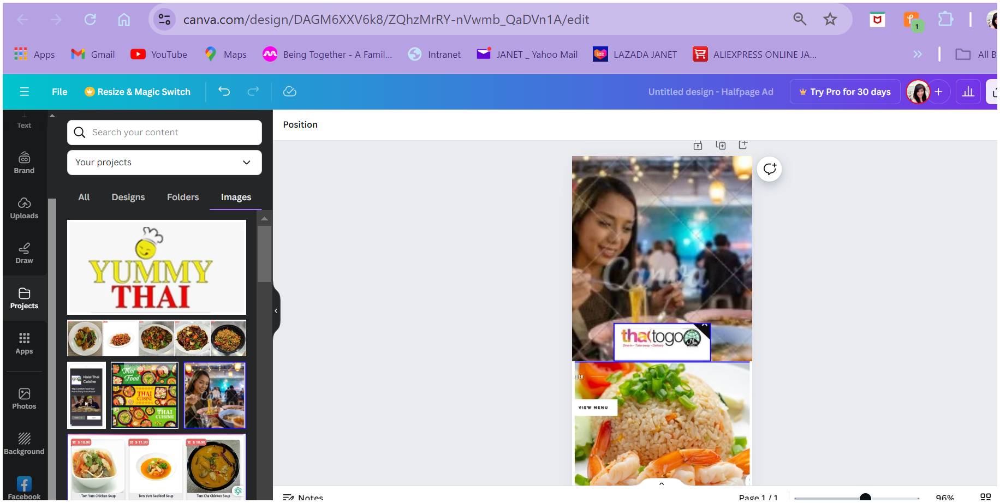 canva.com/design/DAGM6XXV6k8/ZQhzMrRY-nVwmb_QaDVn1A/edit
1
Apps
Gmail
YouTube
Maps
Being Together - A Famil...
Intranet
JANET _ Yahoo Mail
LAZADA JANET
ALIEXPRESS ONLINE JA...
All B
File
Resize & Magic Switch
Untitled design - Halfpage Ad
Try Pro for 30 days
Text
Brand
Uploads
Draw
Projects
Apps
Photos
Background
Facebook
Search your content
Your projects
All
Designs
Folders
Images
YUMMY
THAI
Halal Thai
Cuisine
Thai Food
THAI
CUISINE
THAI
CUISINE
$ 10.90
$ 11.90
$ 10.90
Tom Yum Chicken Soup
Tom Yum Seafood Soup
Tom Kha Chicken Soup
Position
Canva
thaitogo
Dine-in • Take-away • Delivery
VIEW MENU
Notes
Page 1 / 1
96%